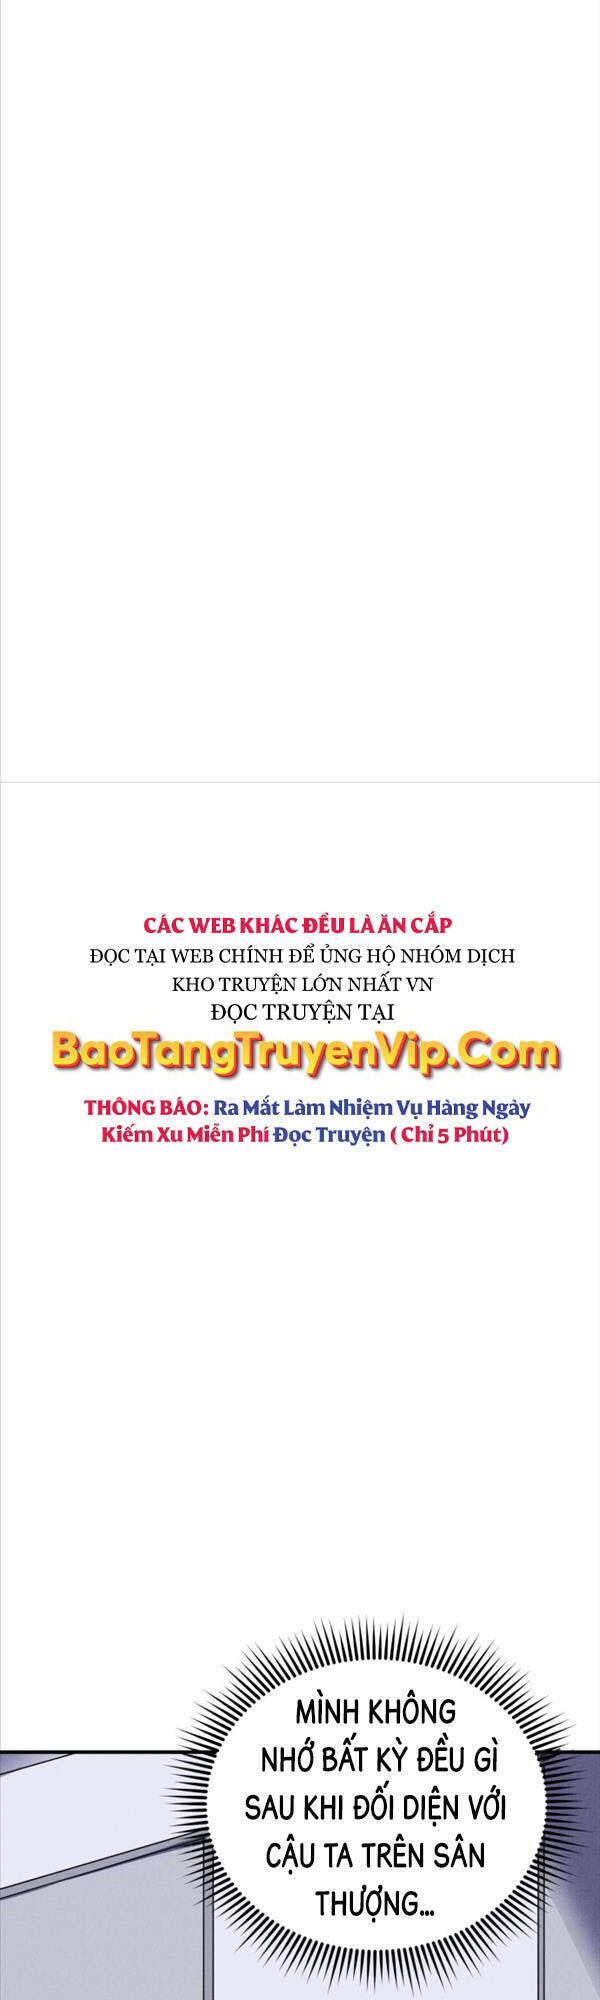 CÁC WEB KHÁC ĐỀU LÀ ĂN CẮP
ĐỌC TẠI WEB CHÍNH ĐỂ ỦNG HỘ NHÓM DỊCH
KHO TRUYỆN LỚN NHẤT VN
ĐỌC TRUYỆN TẠI
BaoTangTruyenVip.Com
THÔNG BÁO: Ra Mắt Làm Nhiệm Vụ Hàng Ngày
Kiếm Xu Miễn Phí Đọc Truyện ( Chỉ 5 Phút)
MÌNH KHÔNG
NHỚ BẤT KỲ ĐỀU GÌ
SAU KHI ĐỐI DIỆN VỚI
CẬU TA TRÊN SÂN
THƯỢNG...